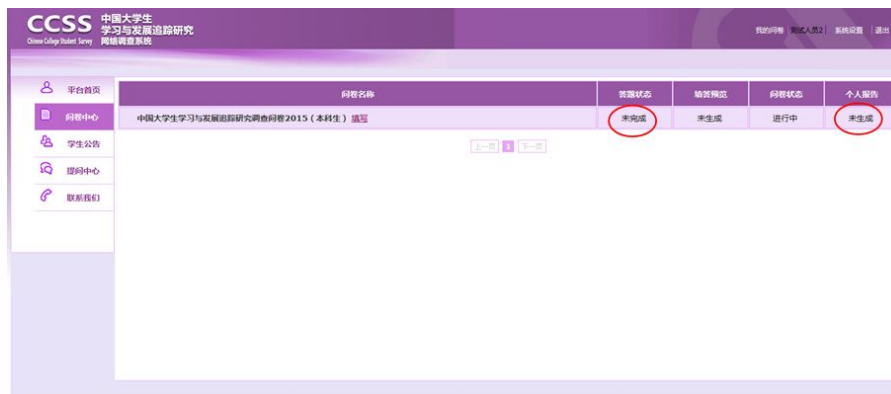 CCSS 中国大学生
学习与发展追踪研究
Chinese College Student Survey 网络调查系统
我的问卷 测试人员2 | 系统设置 | 退出
平台首页
问卷中心
学生公告
提问中心
联系我们
问卷名称 答题状态 填答预览 问卷状态 个人报告
中国大学生学习与发展追踪研究调查问卷2015(本科生) 填写 未完成 未生成 进行中 未生成
上一页 1 下一页